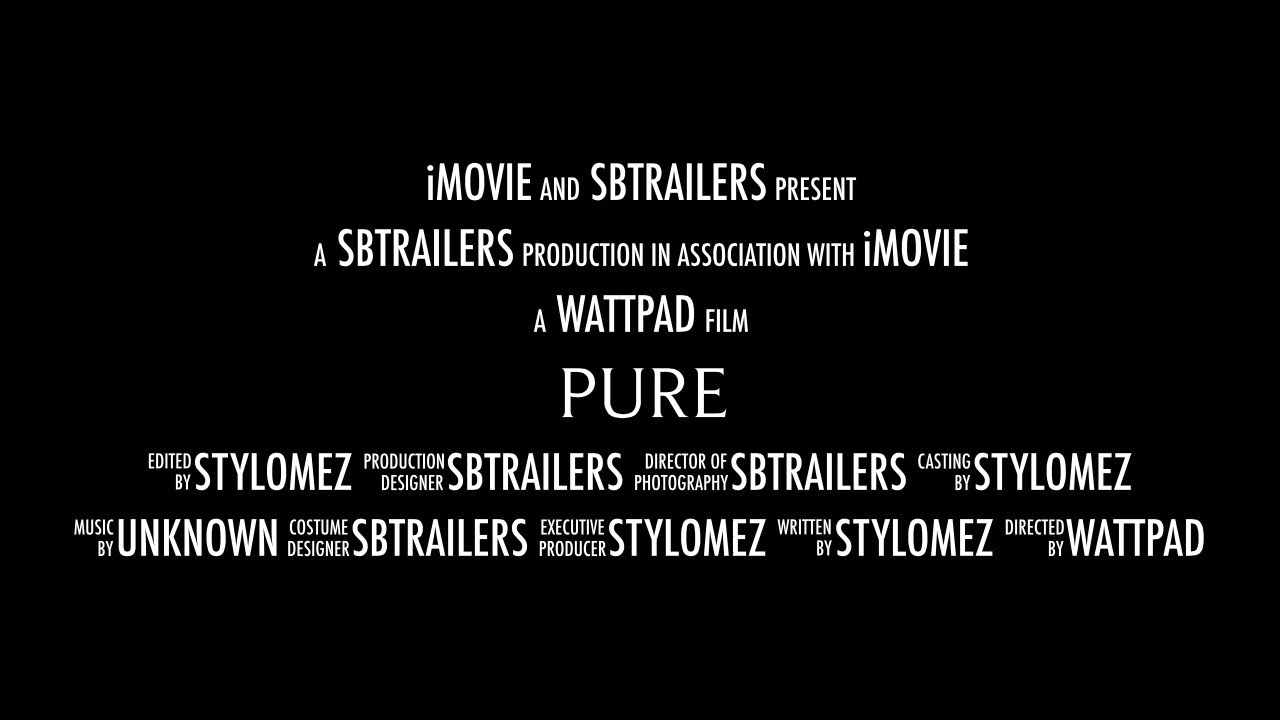 iMOVIE AND SBTRAILERS PRESENT
A SBTRAILERS PRODUCTION IN ASSOCIATION WITH iMOVIE
A WATTPAD FILM
PURE
EDITED BY STYLOMEZ PRODUCTION DESIGNER SBTRAILERS DIRECTOR OF PHOTOGRAPHY SBTRAILERS CASTING BY STYLOMEZ
MUSIC BY UNKNOWN COSTUME DESIGNER SBTRAILERS EXECUTIVE PRODUCER STYLOMEZ WRITTEN BY STYLOMEZ DIRECTED BY WATTPAD